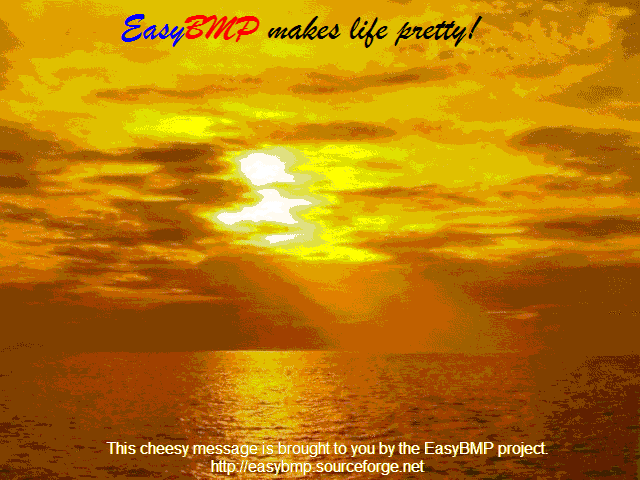 EasyBMP makes life pretty!
This cheesy message is brought to you by the EasyBMP project.
http://easybmp.sourceforge.net